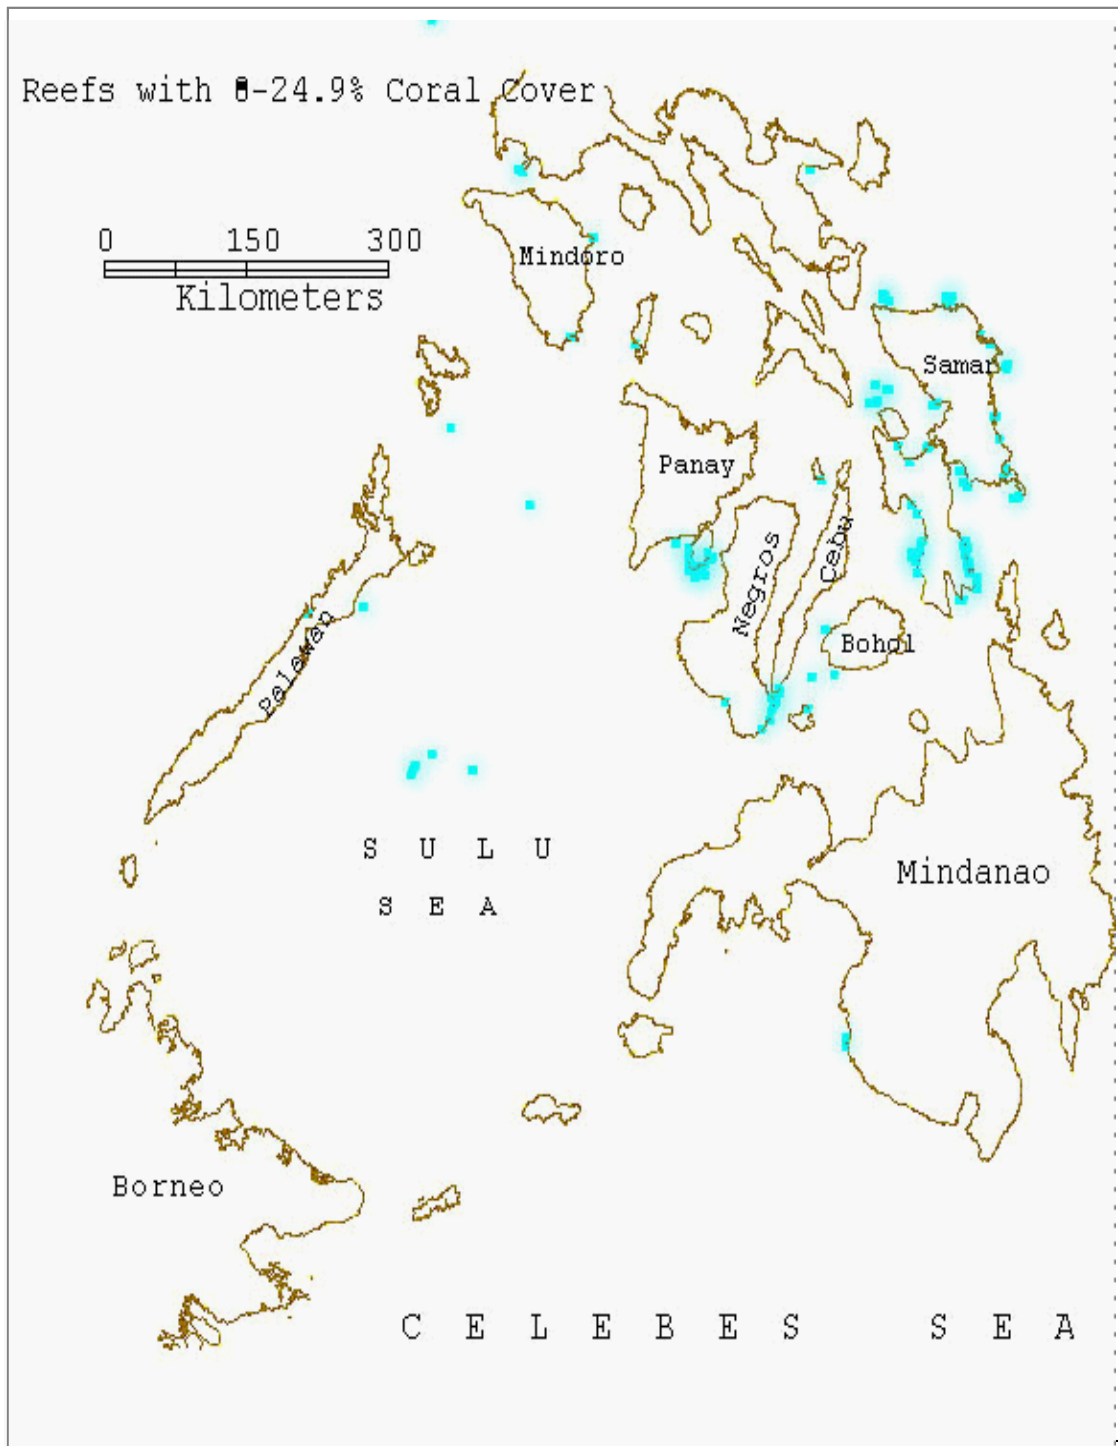 Reefs with 0-24.9% Coral Cover
0 150 300
Kilometers
Mindoro
Samar
Panay
Negros
Cebu
Bohol
Palawan
S U L U
S E A
Mindanao
Borneo
C E L E B E S S E A